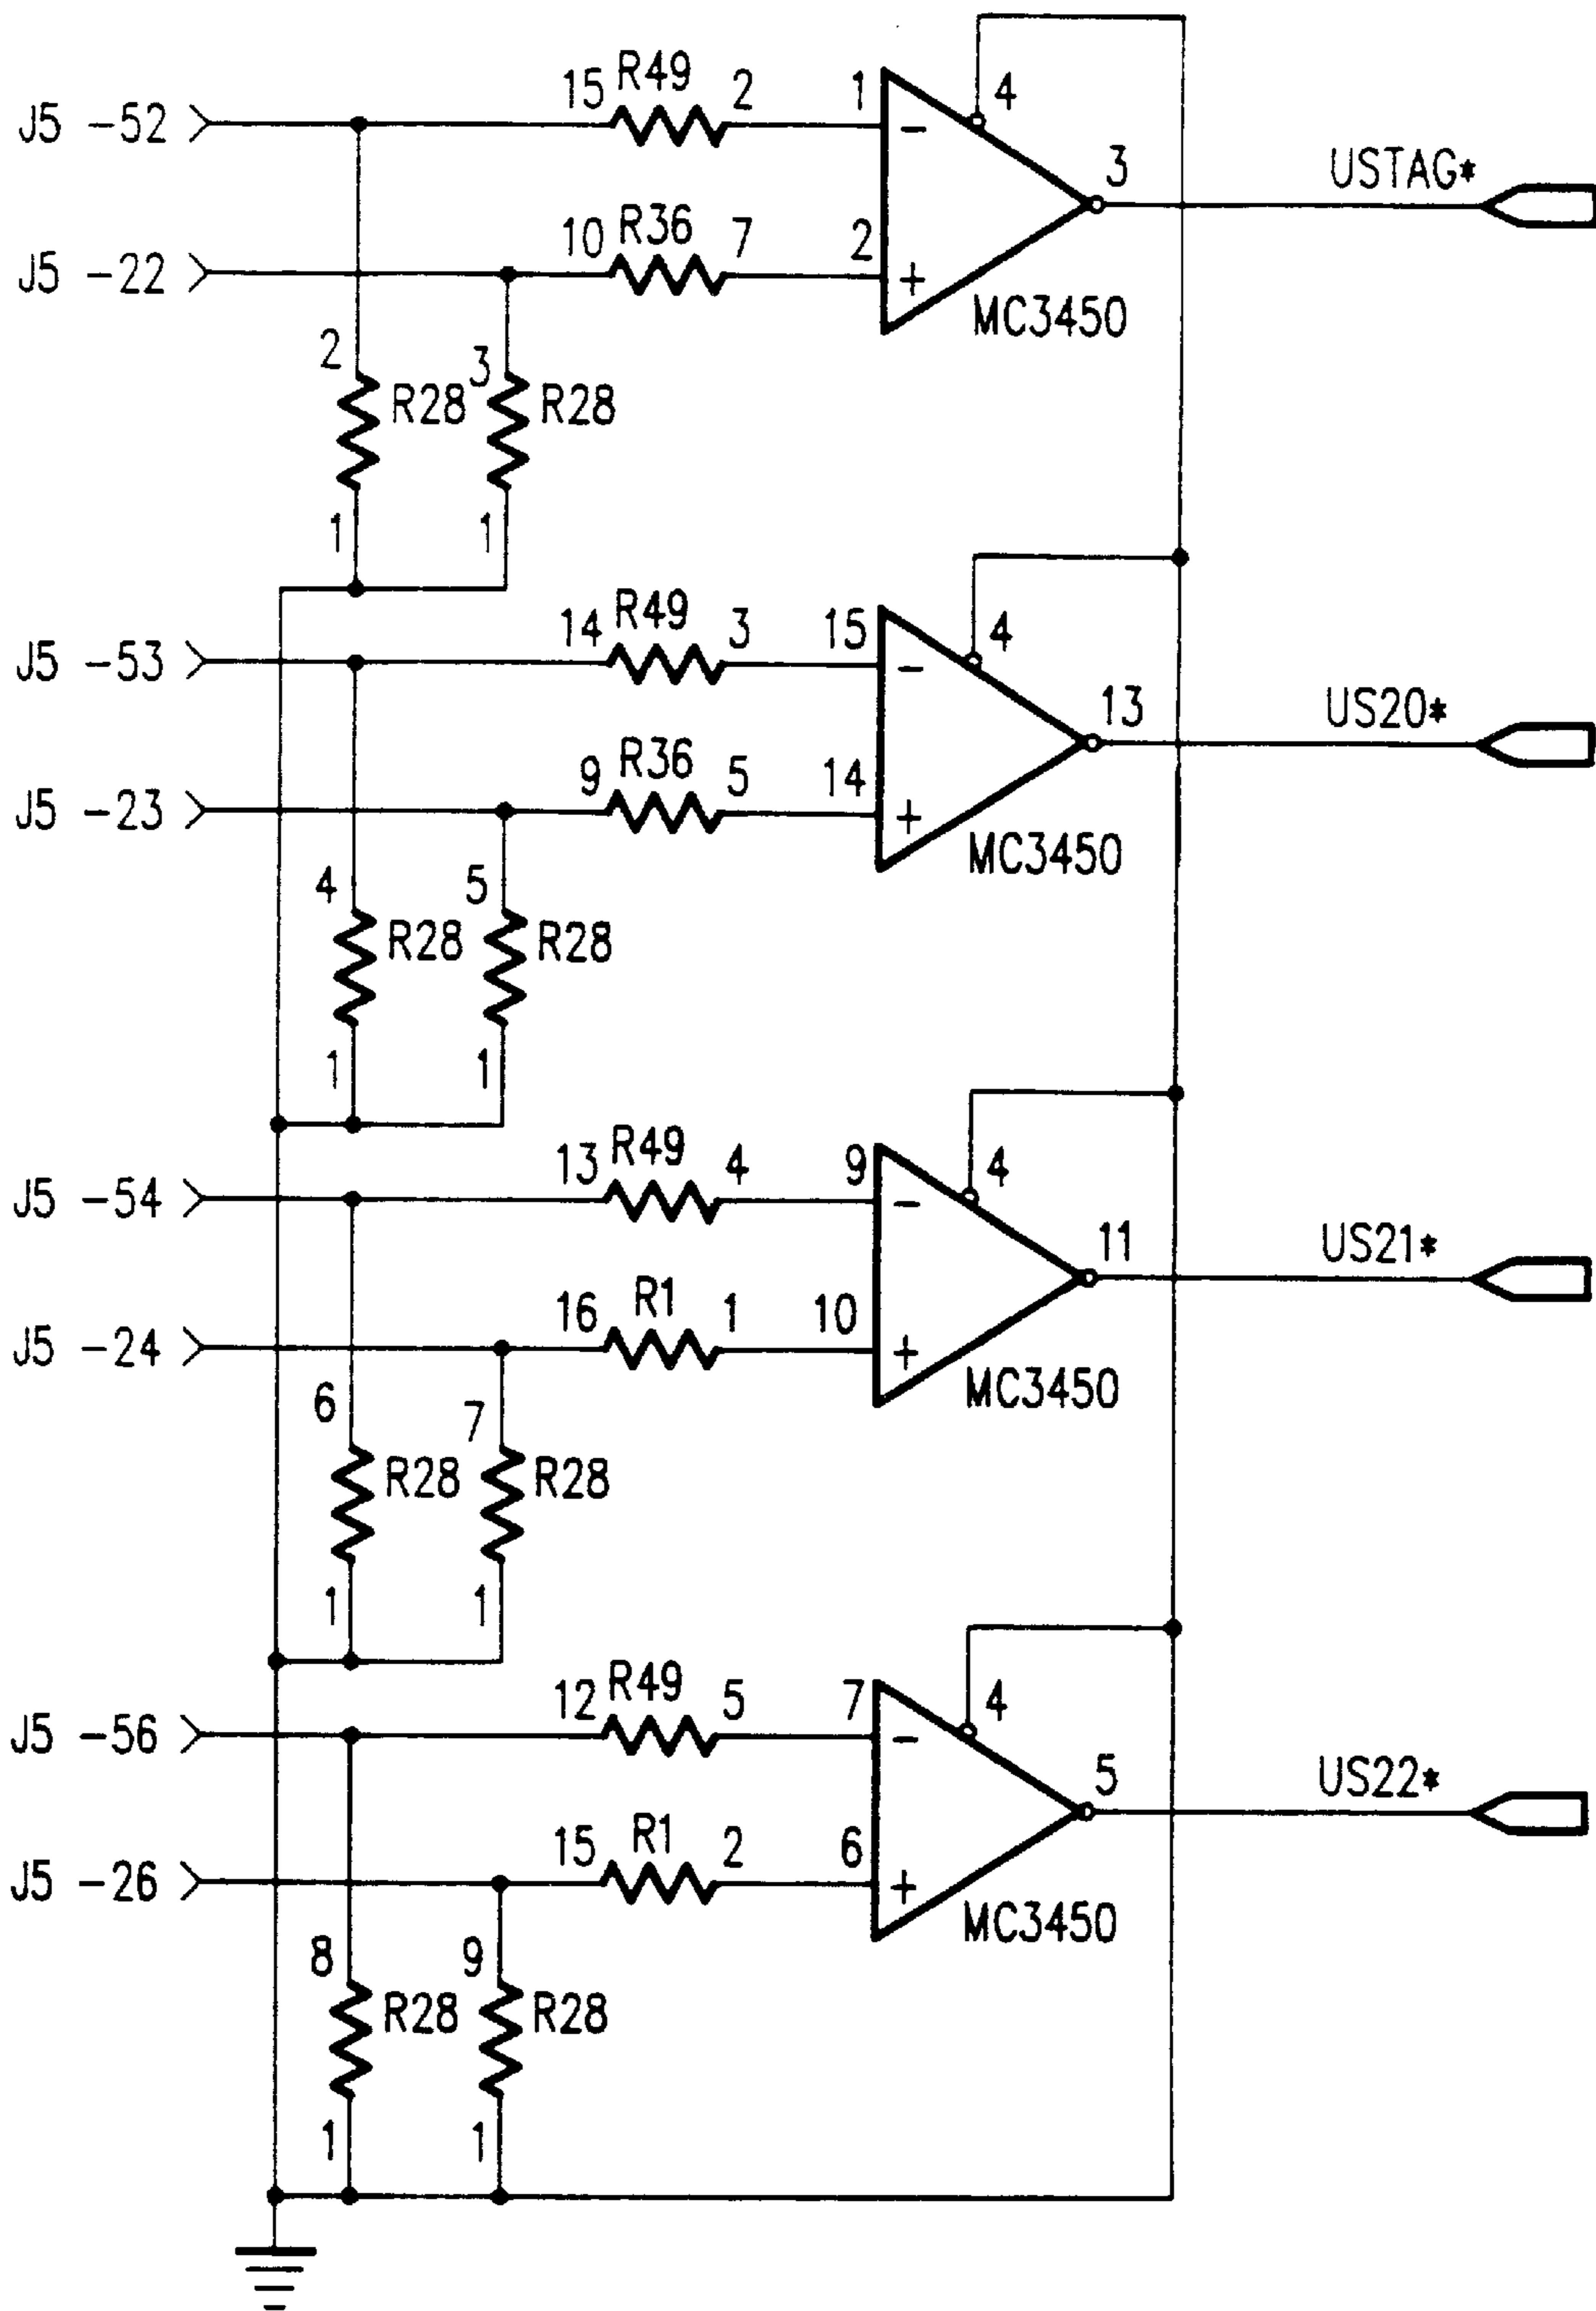 R49
15 2 1 4
J5 -52
-
3 USTAG*
R36
10 7 2
J5 -22
+
MC3450
2 3
R28 R28
1 1
R49
14 3 15 4
J5 -53
-
13 US20*
R36
9 5 14
J5 -23
+
MC3450
4 5
R28 R28
1 1
R49
13 4 9 4
J5 -54
-
11 US21*
R1
16 1 10
J5 -24
+
MC3450
6 7
R28 R28
1 1
R49
12 5 7 4
J5 -56
-
5 US22*
R1
15 2 6
J5 -26
+
MC3450
8 9
R28 R28
1 1